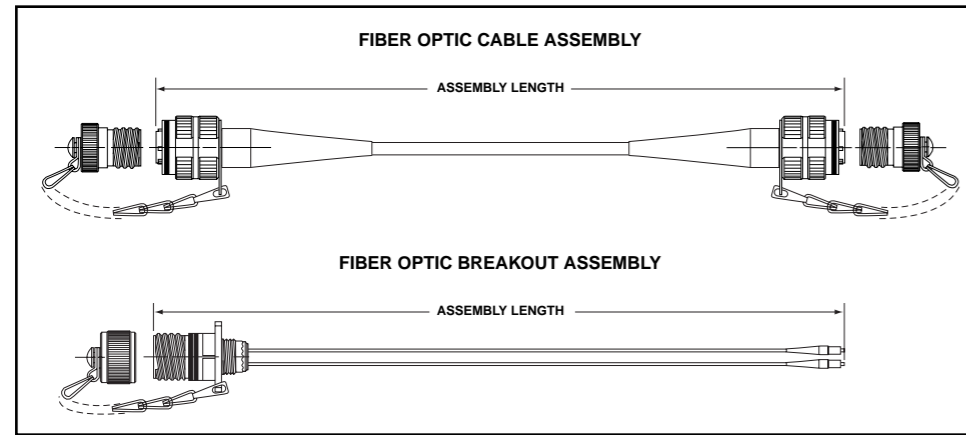 FIBER OPTIC CABLE ASSEMBLY
ASSEMBLY LENGTH
FIBER OPTIC BREAKOUT ASSEMBLY
ASSEMBLY LENGTH